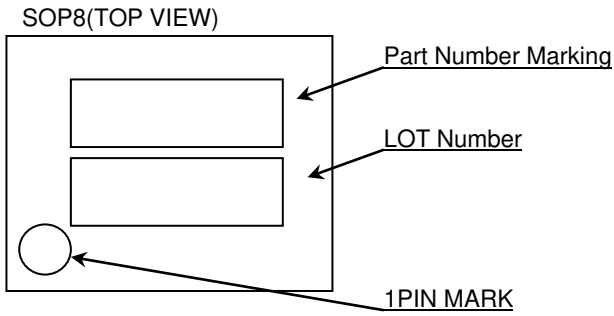 SOP8(TOP VIEW)
Part Number Marking
LOT Number
1PIN MARK